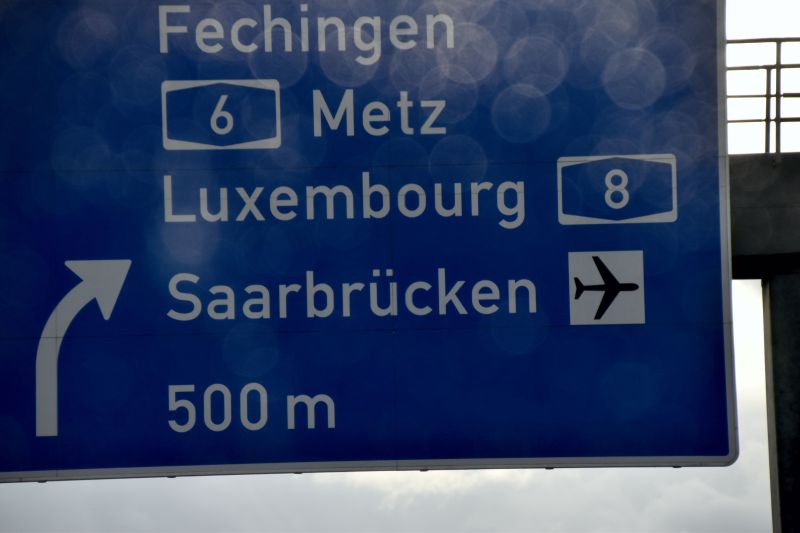 Fechingen
6 Metz
Luxembourg 8
Saarbrücken
500 m